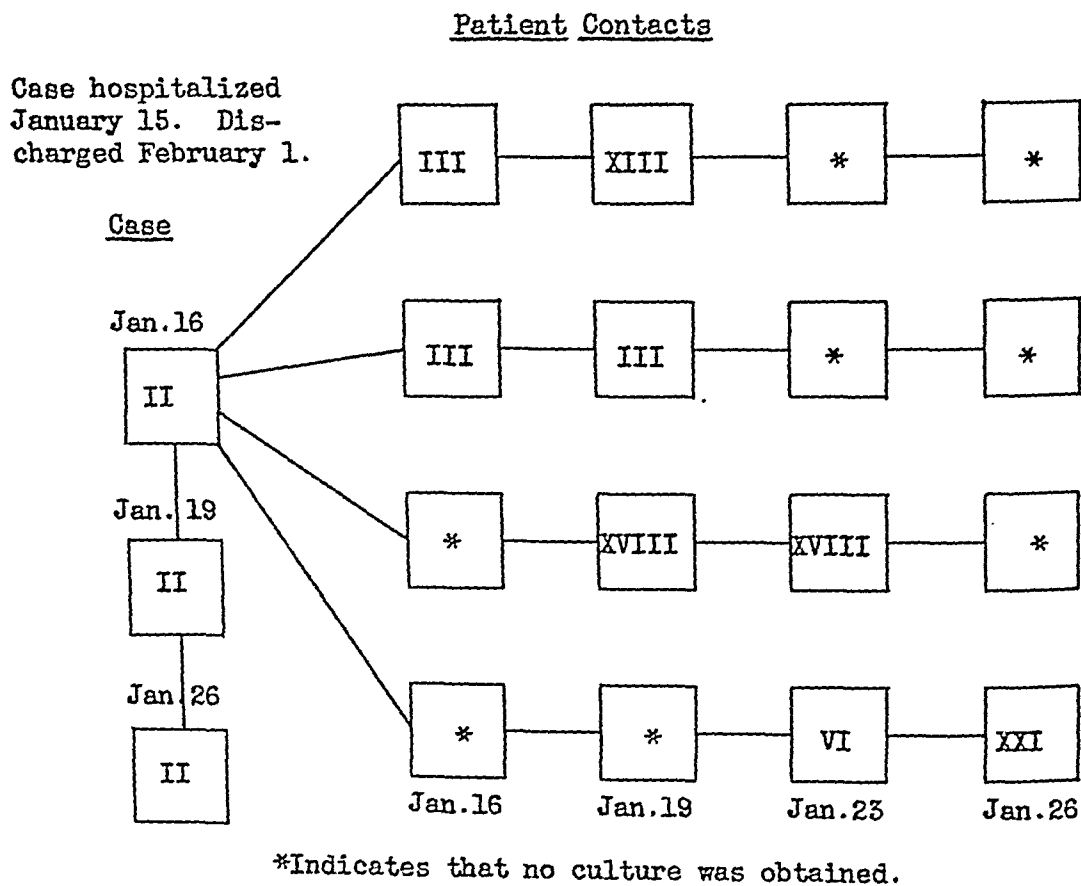 Patient Contacts
Case hospitalized
January 15. Dis-
charged February 1.
Case
Jan.16
II
Jan.19
II
Jan.26
II
III XIII * *
III III * *
* XVIII XVIII *
* * VI XXI
Jan.16 Jan.19 Jan.23 Jan.26
*Indicates that no culture was obtained.